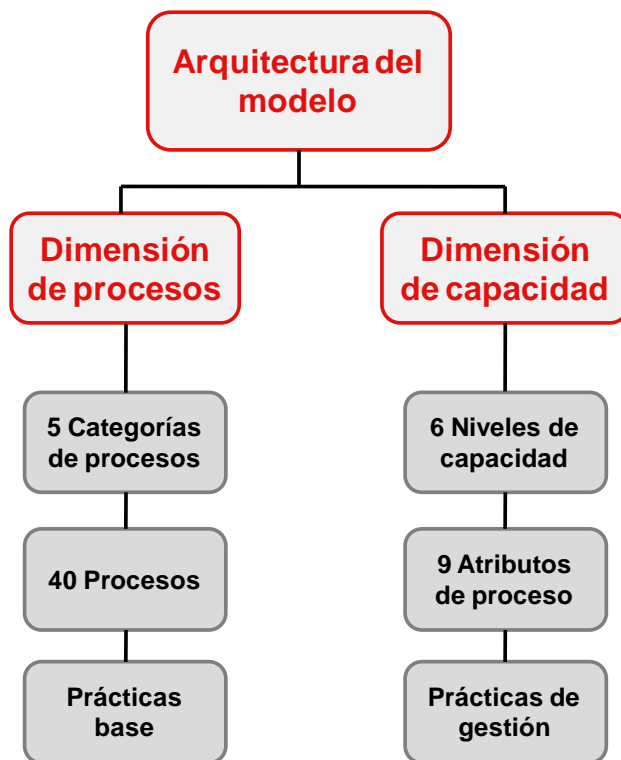 Arquitectura del
modelo
Dimensión
de procesos
Dimensión
de capacidad
5 Categorías
de procesos
6 Niveles de
capacidad
40 Procesos
9 Atributos
de proceso
Prácticas
base
Prácticas de
gestión